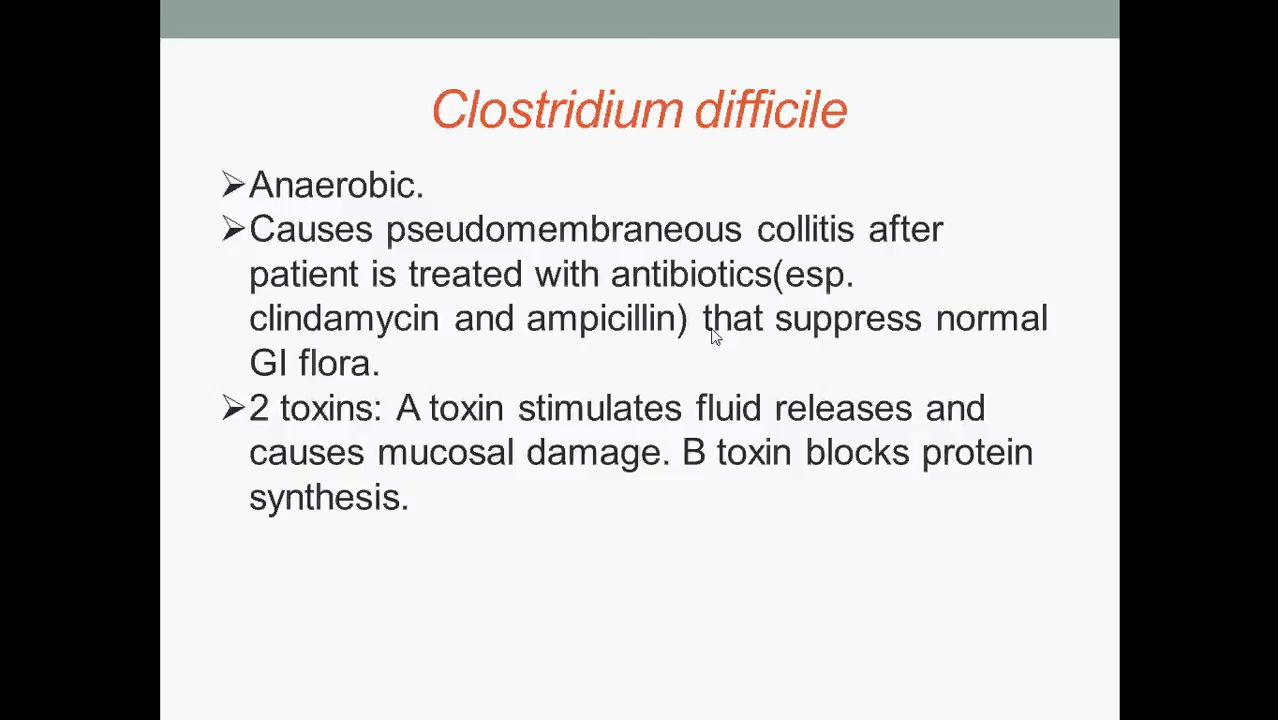 Clostridium difficile
➢Anaerobic.
➢Causes pseudomembraneous collitis after
patient is treated with antibiotics(esp.
clindamycin and ampicillin) that suppress normal
GI flora.
➢2 toxins: A toxin stimulates fluid releases and
causes mucosal damage. B toxin blocks protein
synthesis.